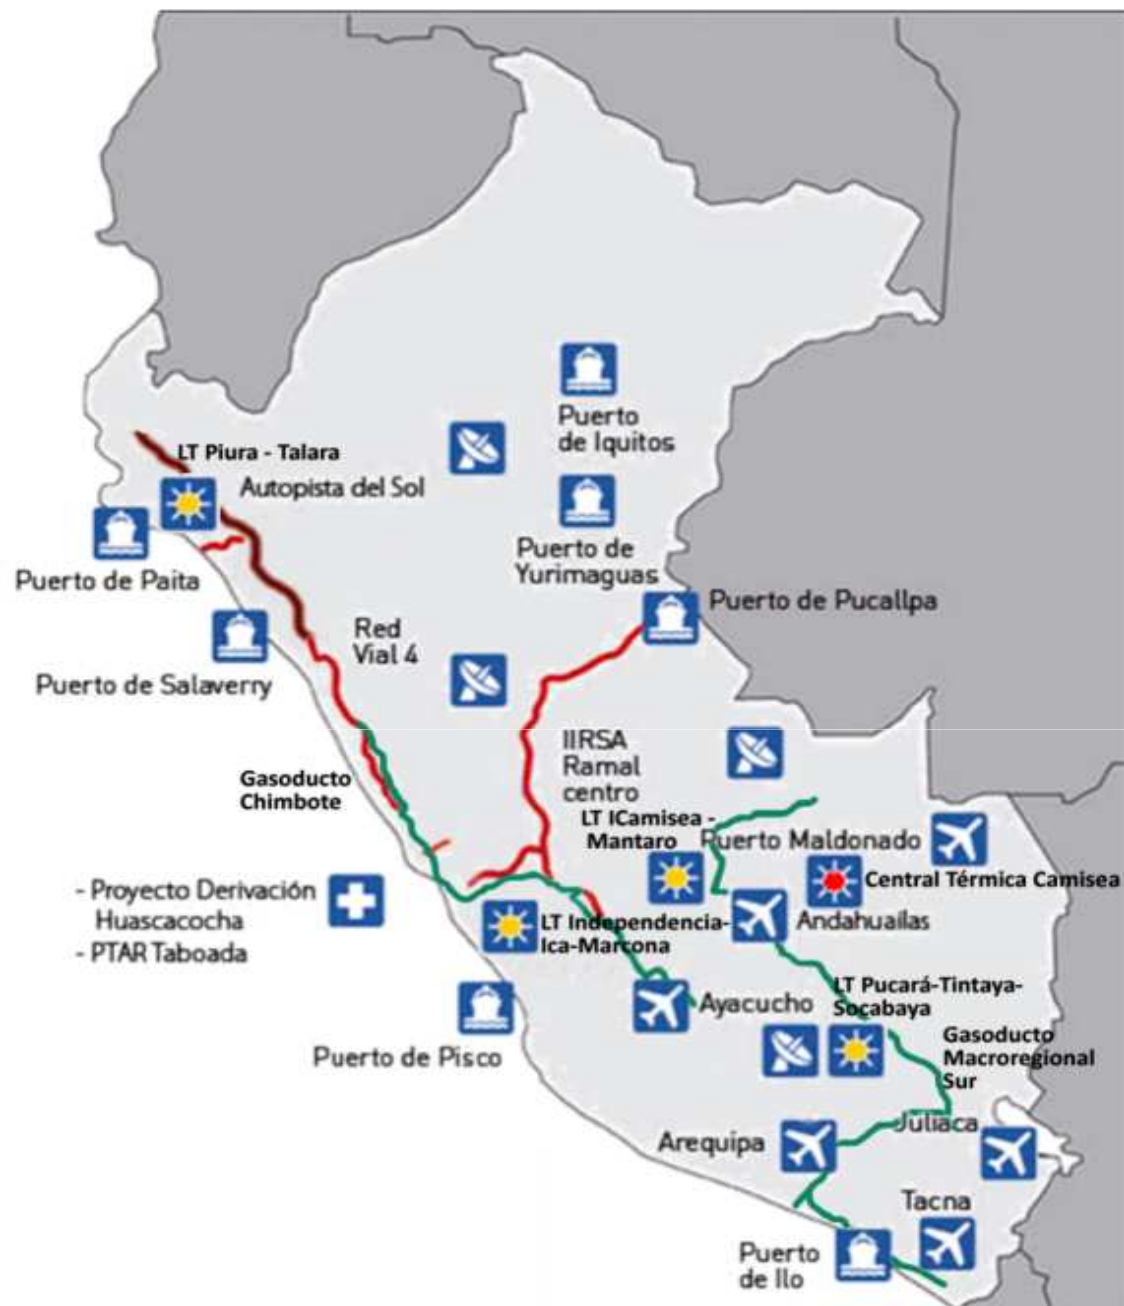 Puerto
de Iquitos
LT Piura - Talara
Autopista del Sol
Puerto de
Yurimaguas
Puerto de Paita
Puerto de Pucallpa
Red
Vial 4
Puerto de Salaverry
IIRSA
Ramal
centro
Gasoducto
Chimbote
LT ICamisea -
Mantaro
Puerto Maldonado
Central Térmica Camisea
- Proyecto Derivación
Huascacocha
- PTAR Taboada
Andahuailas
LT Independencia-
Ica-Marcona
LT Pucará-Tintaya-
Socabaya
Ayacucho
Gasoducto
Macroregional
Sur
Puerto de Pisco
Juliaca
Arequipa
Tacna
Puerto
de Ilo